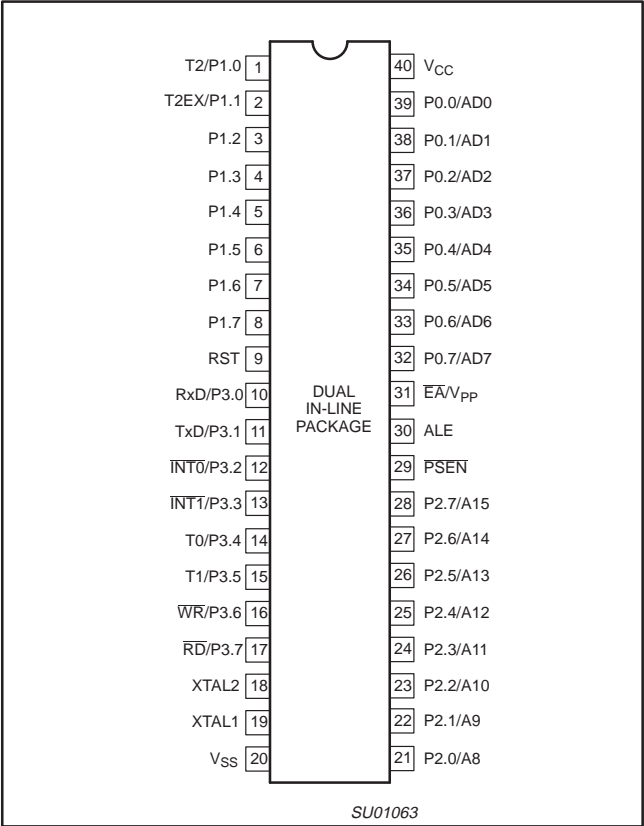 T2/P1.0 1
T2EX/P1.1 2
P1.2 3
P1.3 4
P1.4 5
P1.5 6
P1.6 7
P1.7 8
RST 9
RxD/P3.0 10
TxD/P3.1 11
I̅N̅T̅0̅/P3.2 12
I̅N̅T̅1̅/P3.3 13
T0/P3.4 14
T1/P3.5 15
W̅R̅/P3.6 16
R̅D̅/P3.7 17
XTAL2 18
XTAL1 19
VSS 20
DUAL
IN-LINE
PACKAGE
40 VCC
39 P0.0/AD0
38 P0.1/AD1
37 P0.2/AD2
36 P0.3/AD3
35 P0.4/AD4
34 P0.5/AD5
33 P0.6/AD6
32 P0.7/AD7
31 E̅A̅/VPP
30 ALE
29 P̅S̅E̅N̅
28 P2.7/A15
27 P2.6/A14
26 P2.5/A13
25 P2.4/A12
24 P2.3/A11
23 P2.2/A10
22 P2.1/A9
21 P2.0/A8
SU01063